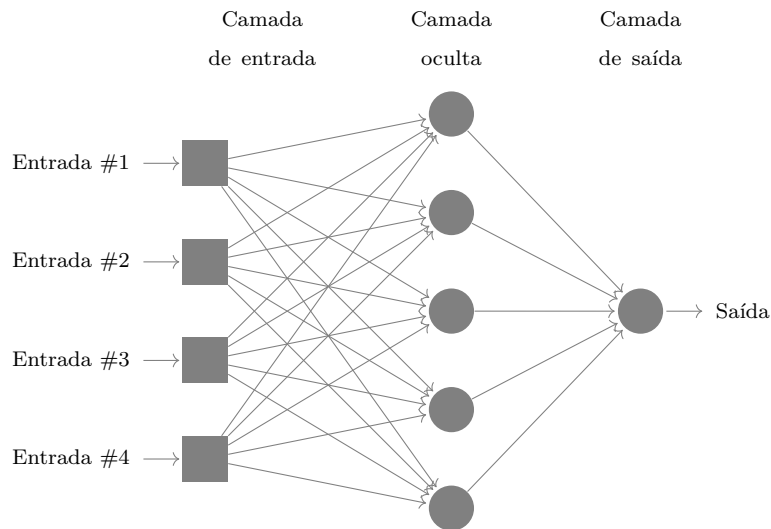 Camada
de entrada
Camada
oculta
Camada
de saída
Entrada #1
Entrada #2
Entrada #3
Entrada #4
Saída